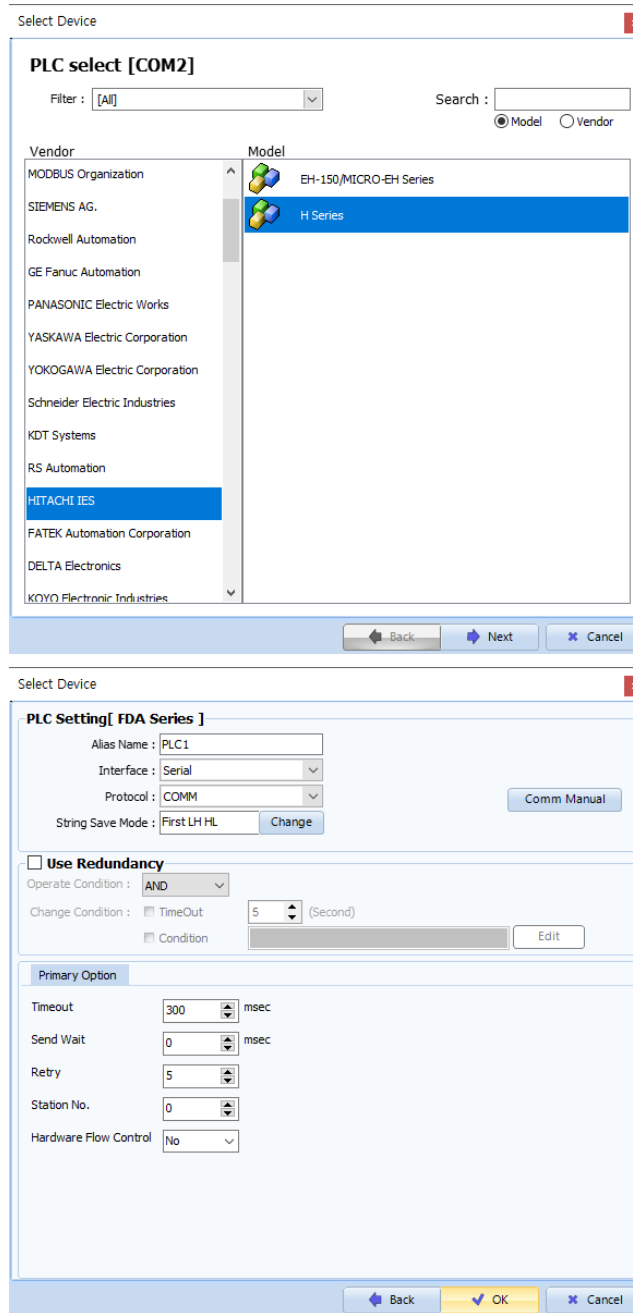 Select Device
PLC select [COM2]
Filter : [All] Search :
Model Vendor
Vendor Model
MODBUS Organization
SIEMENS AG.
Rockwell Automation
GE Fanuc Automation
PANASONIC Electric Works
YASKAWA Electric Corporation
YOKOGAWA Electric Corporation
Schneider Electric Industries
KDT Systems
RS Automation
HITACHI IES
FATEK Automation Corporation
DELTA Electronics
KOYO Electronic Industries
EH-150/MICRO-EH Series
H Series
Back Next Cancel
Select Device
PLC Setting[ FDA Series ]
Alias Name : PLC1
Interface : Serial
Protocol : COMM
Comm Manual
String Save Mode : First LH HL Change
Use Redundancy
Operate Condition : AND
Change Condition : TimeOut 5 (Second)
Condition Edit
Primary Option
Timeout 300 msec
Send Wait 0 msec
Retry 5
Station No. 0
Hardware Flow Control No
Back OK Cancel